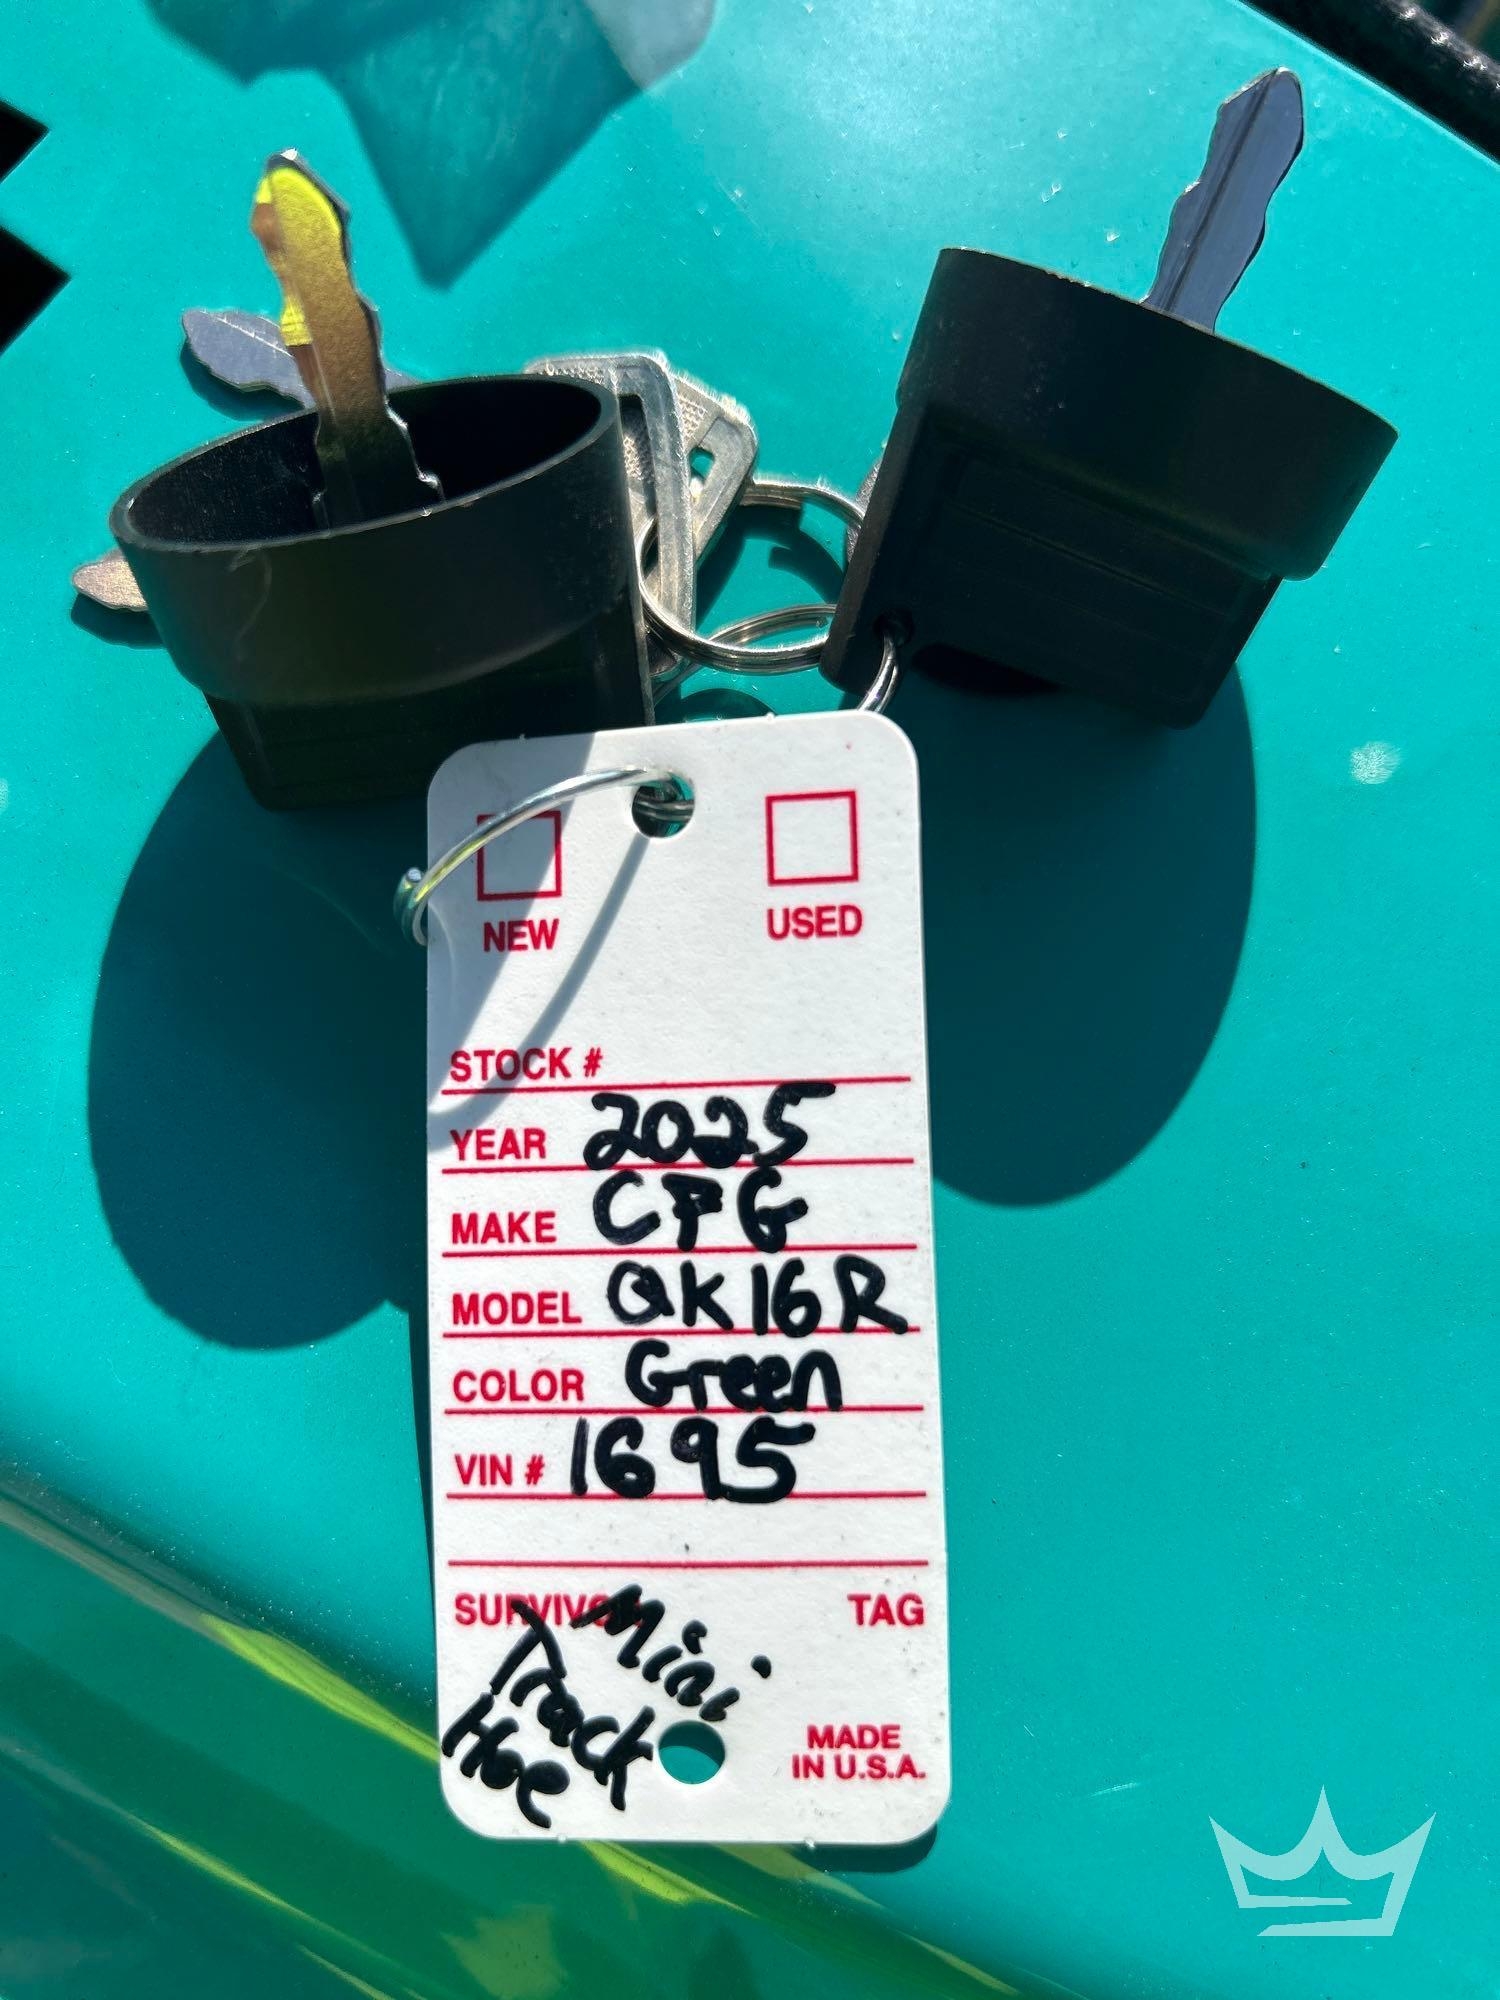 NEW USED
STOCK #
YEAR 2025
MAKE CFG
MODEL QK16R
COLOR Green
VIN # 1695
SURVIVOR TAG
Mini
Track
Hoe
MADE
IN U.S.A.